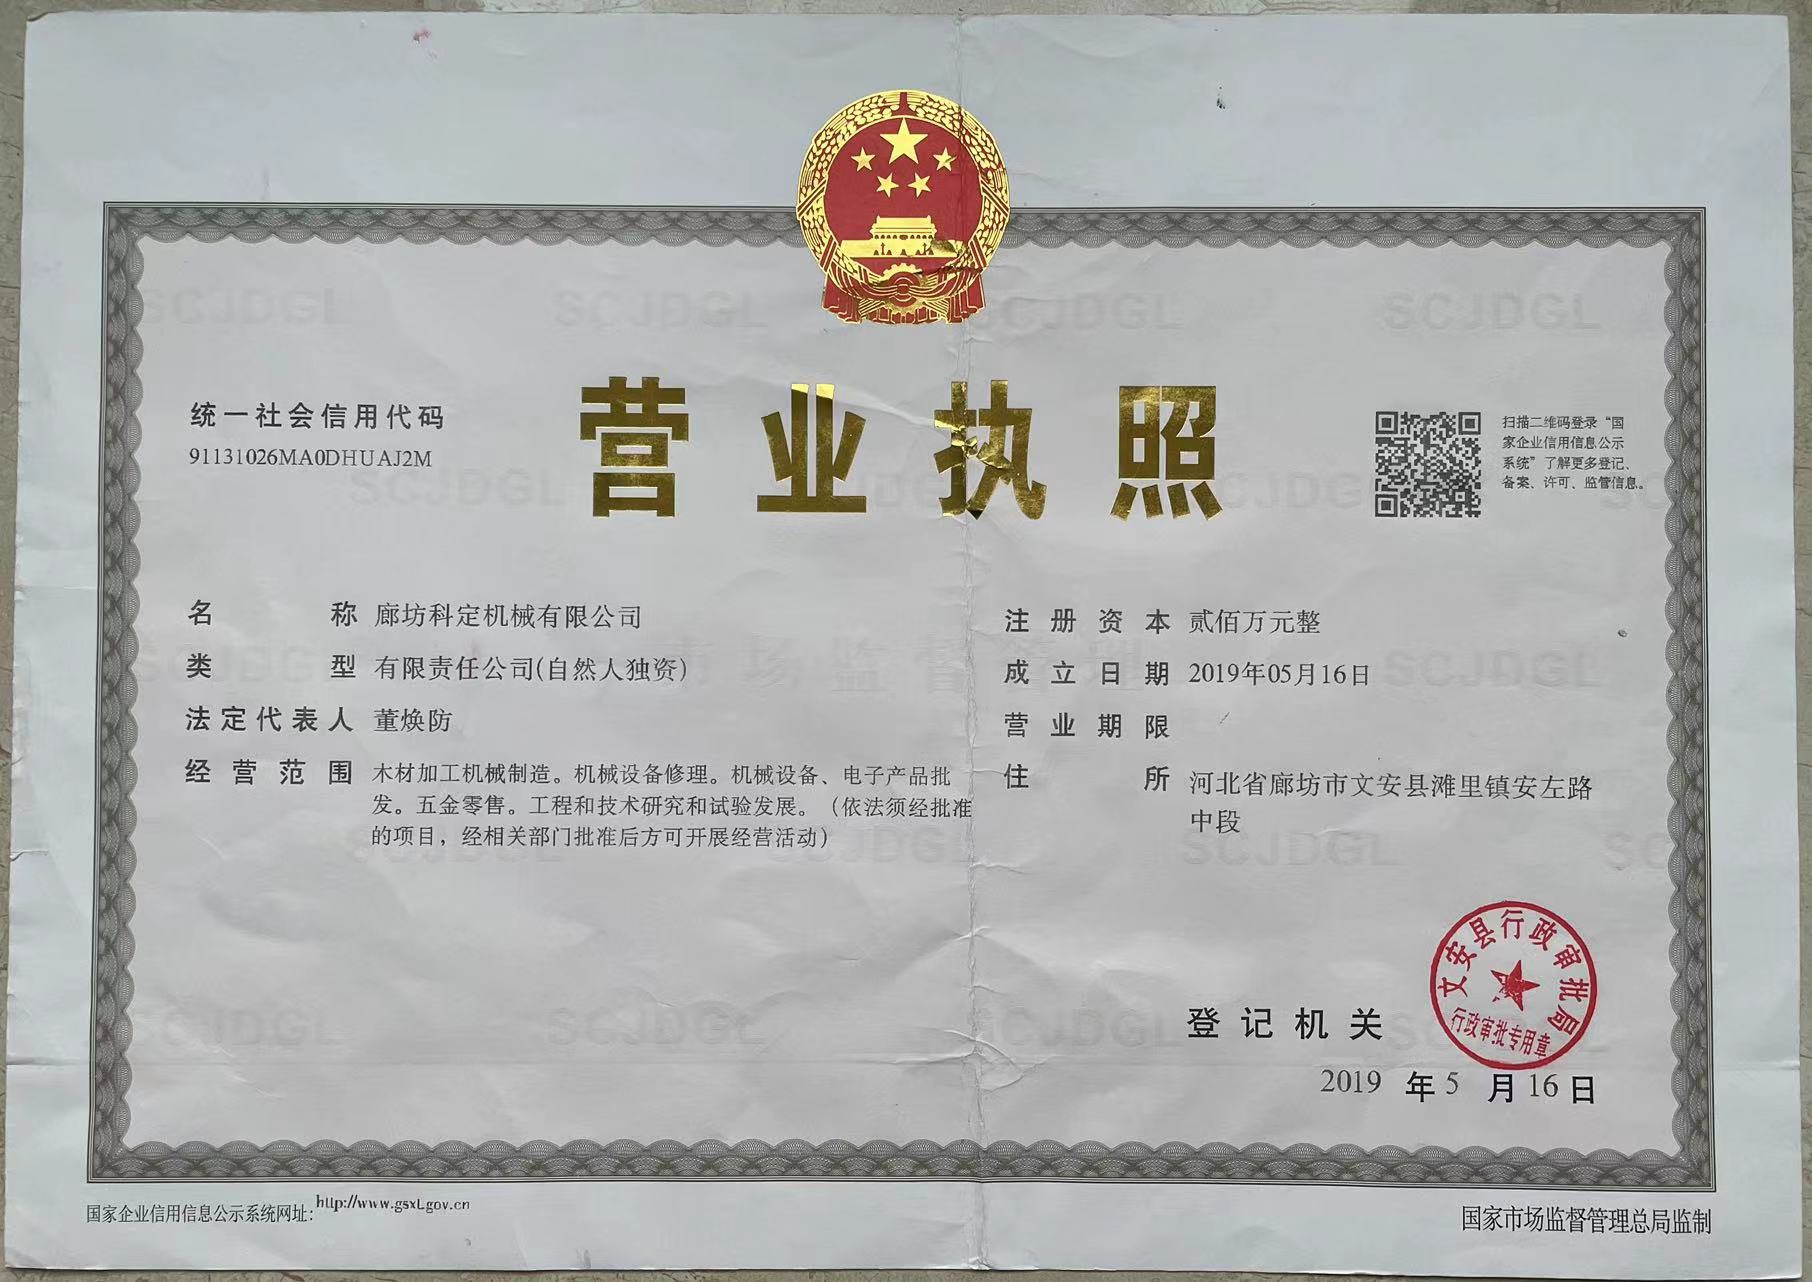 营业执照
统一社会信用代码
91131026MA0DHUAJ2M
扫描二维码登录“国
家企业信用信息公示
系统”了解更多登记、
备案、许可、监管信息。
名称 廊坊科定机械有限公司
类型 有限责任公司(自然人独资)
法定代表人 董焕防
经营范围 木材加工机械制造。机械设备修理。机械设备、电子产品批
发。五金零售。工程和技术研究和试验发展。（依法须经批准
的项目，经相关部门批准后方可开展经营活动）
注册资本 贰佰万元整
成立日期 2019年05月16日
营业期限
住所 河北省廊坊市文安县滩里镇安左路
中段
登记机关
文安县行政审批局
行政审批专用章
2019 年 5 月 16 日
国家企业信用信息公示系统网址：http://www.gsxt.gov.cn
国家市场监督管理总局监制
SCJDGL SCJDGL SCJDGL SCJDGL
SCJDGL
市场监督管理